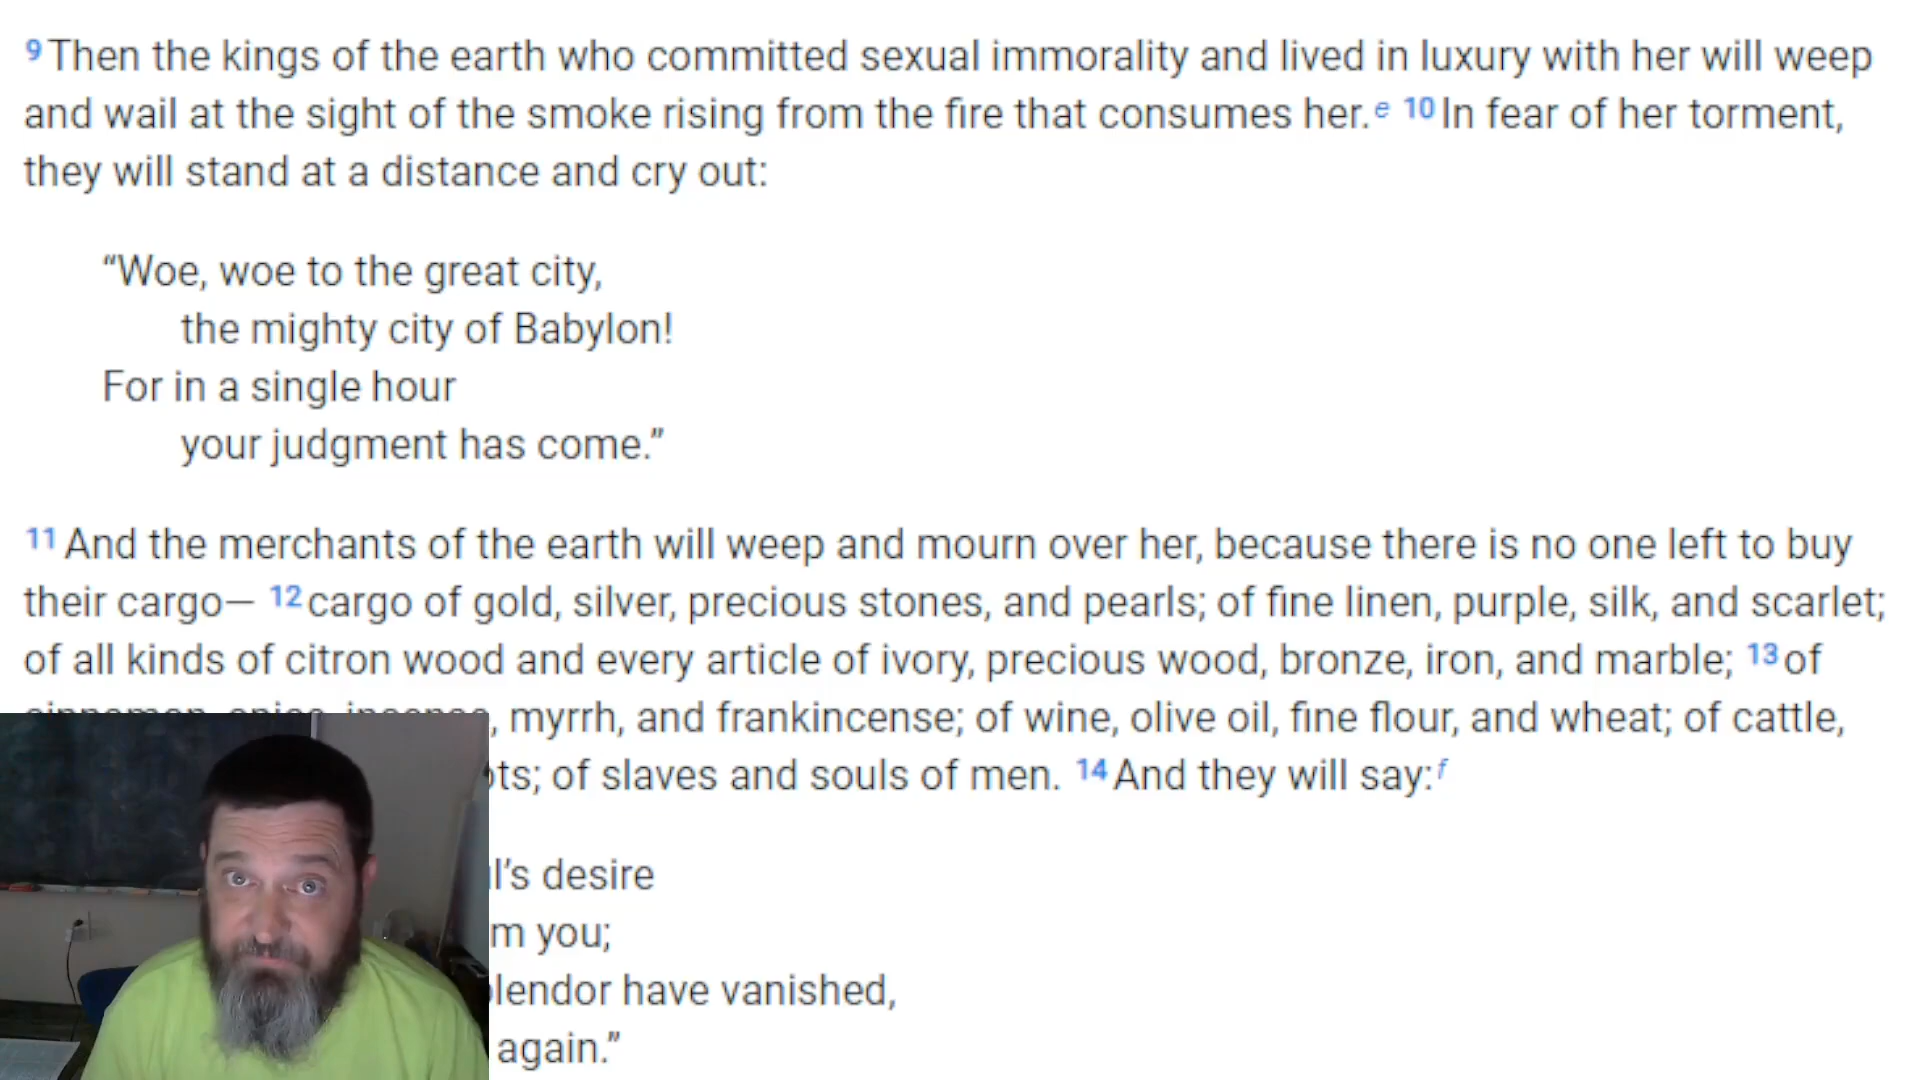 9 Then the kings of the earth who committed sexual immorality and lived in luxury with her will weep
and wail at the sight of the smoke rising from the fire that consumes her. e 10 In fear of her torment,
they will stand at a distance and cry out:
“Woe, woe to the great city,
the mighty city of Babylon!
For in a single hour
your judgment has come.”
11 And the merchants of the earth will weep and mourn over her, because there is no one left to buy
their cargo— 12 cargo of gold, silver, precious stones, and pearls; of fine linen, purple, silk, and scarlet;
of all kinds of citron wood and every article of ivory, precious wood, bronze, iron, and marble; 13 of
cinnamon, spice, incense, myrrh, and frankincense; of wine, olive oil, fine flour, and wheat; of cattle,
of slaves and souls of men. 14 And they will say: f
desire
you;
have vanished,
again.”